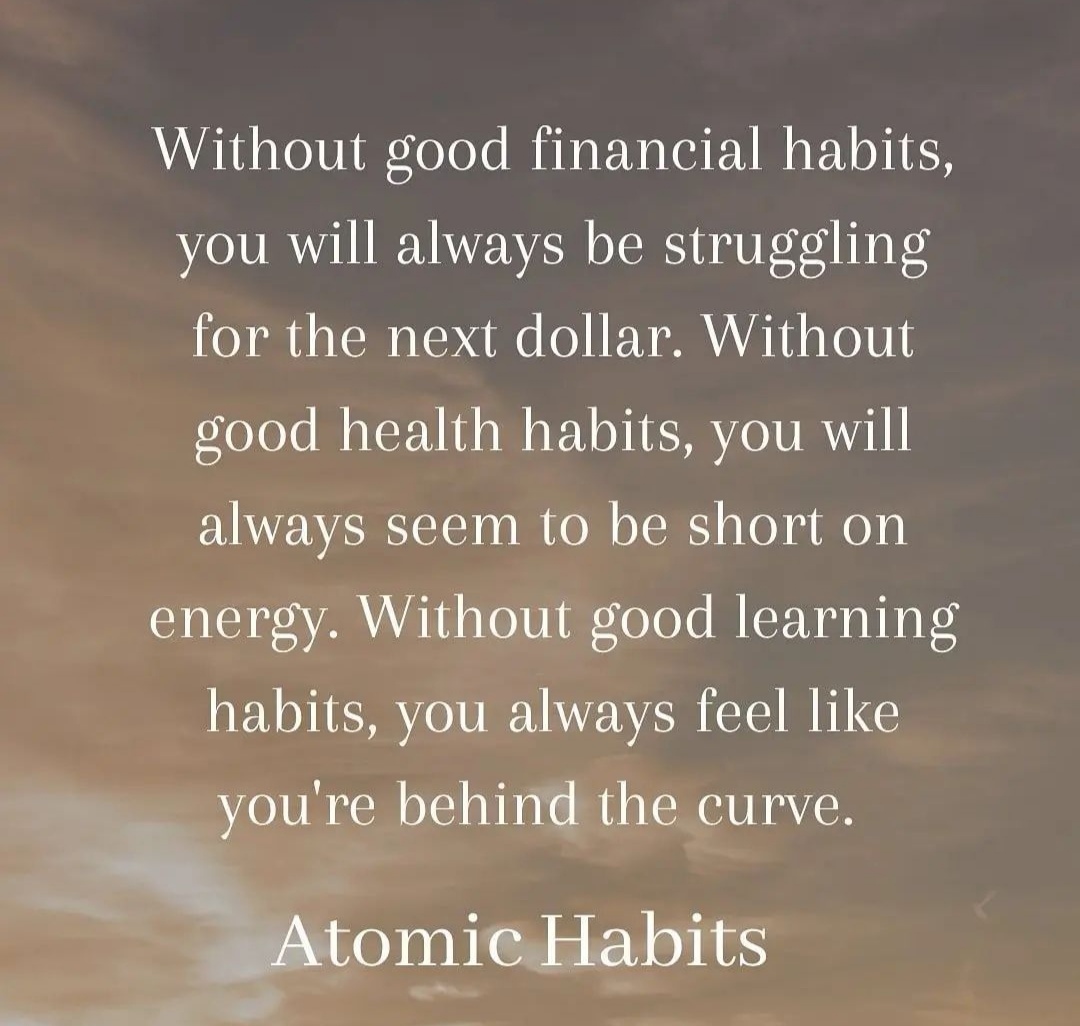 Without good financial habits,
you will always be struggling
for the next dollar. Without
good health habits, you will
always seem to be short on
energy. Without good learning
habits, you always feel like
you're behind the curve.
Atomic Habits